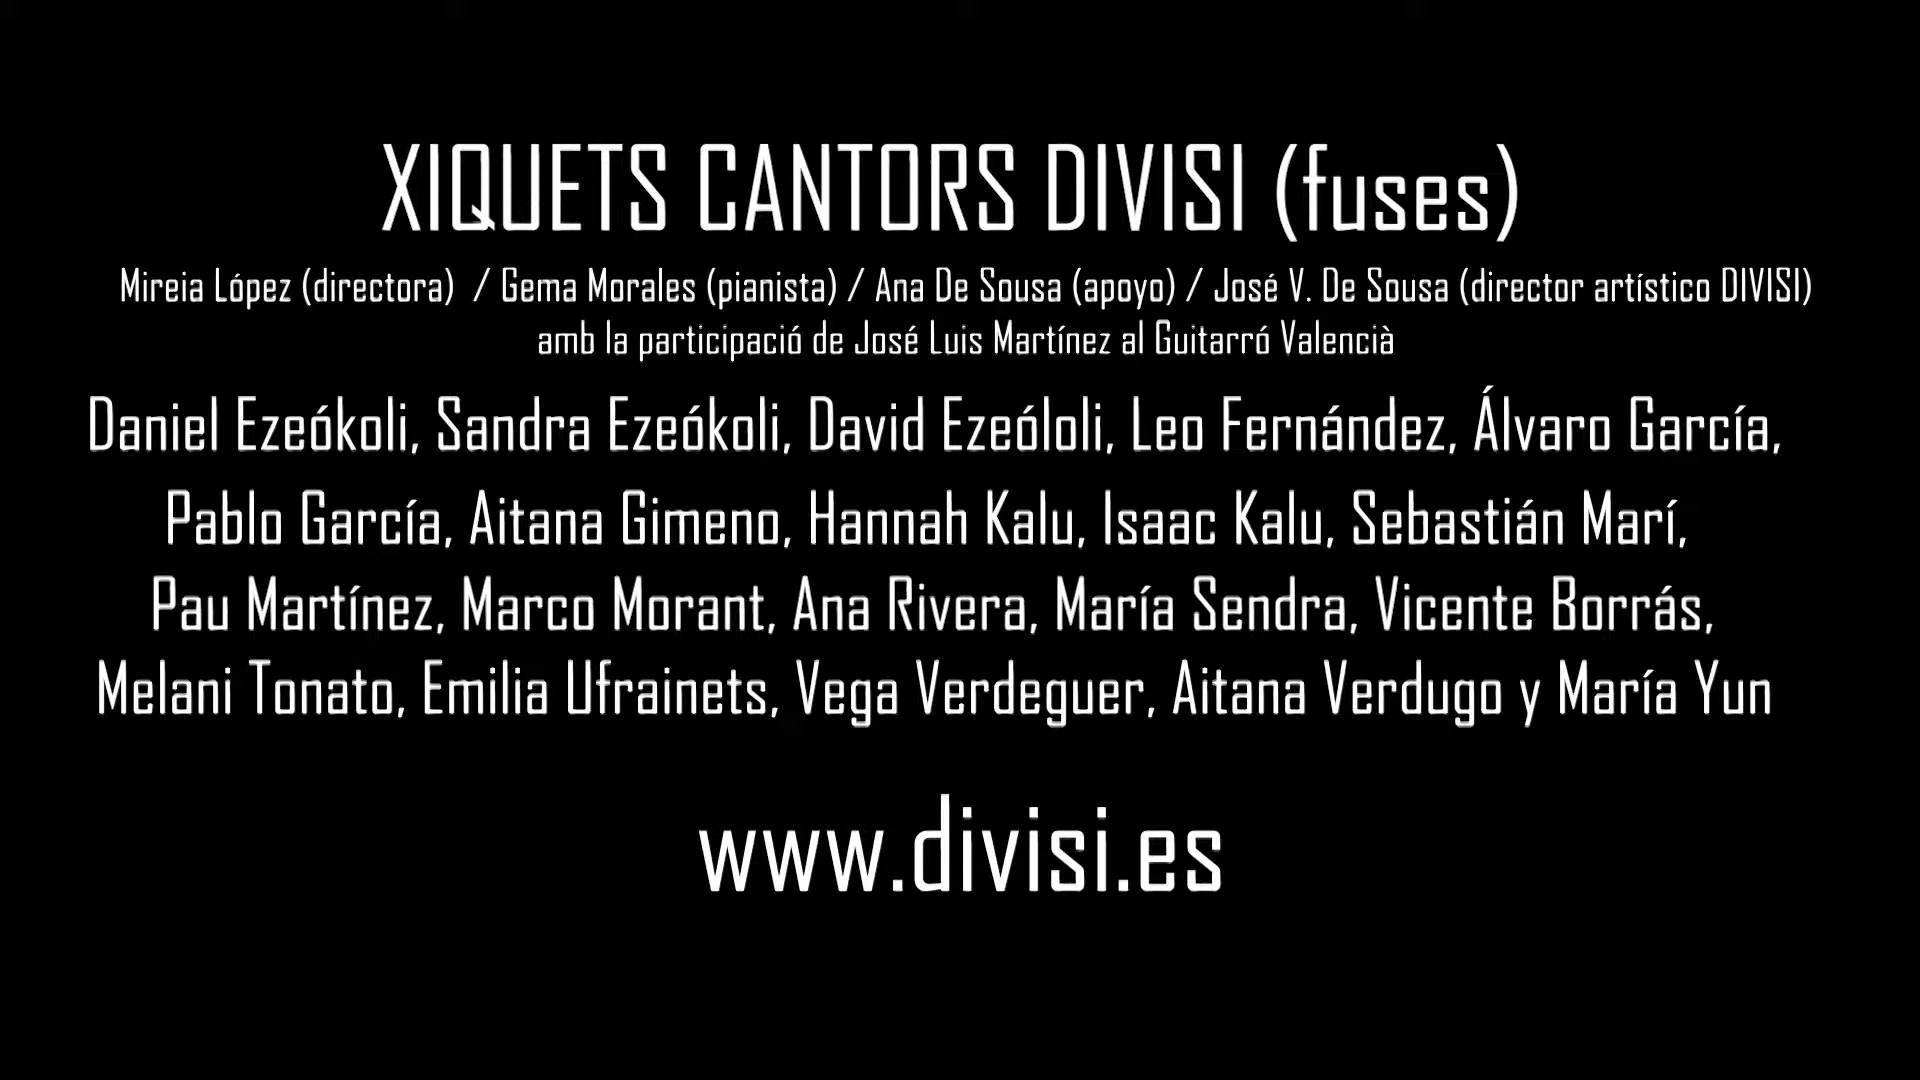 XIQUETS CANTORS DIVISI (fuses)
Mireia López (directora) / Gema Morales (pianista) / Ana De Sousa (apoyo) / José V. De Sousa (director artístico DIVISI)
amb la participació de José Luis Martínez al Guitarró Valencià
Daniel Ezeókoli, Sandra Ezeókoli, David Ezeóloli, Leo Fernández, Álvaro García,
Pablo García, Aitana Gimeno, Hannah Kalu, Isaac Kalu, Sebastián Marí,
Pau Martínez, Marco Morant, Ana Rivera, María Sendra, Vicente Borrás,
Melani Tonato, Emilia Ufrainets, Vega Verdeguer, Aitana Verdugo y María Yun
www.divisi.es